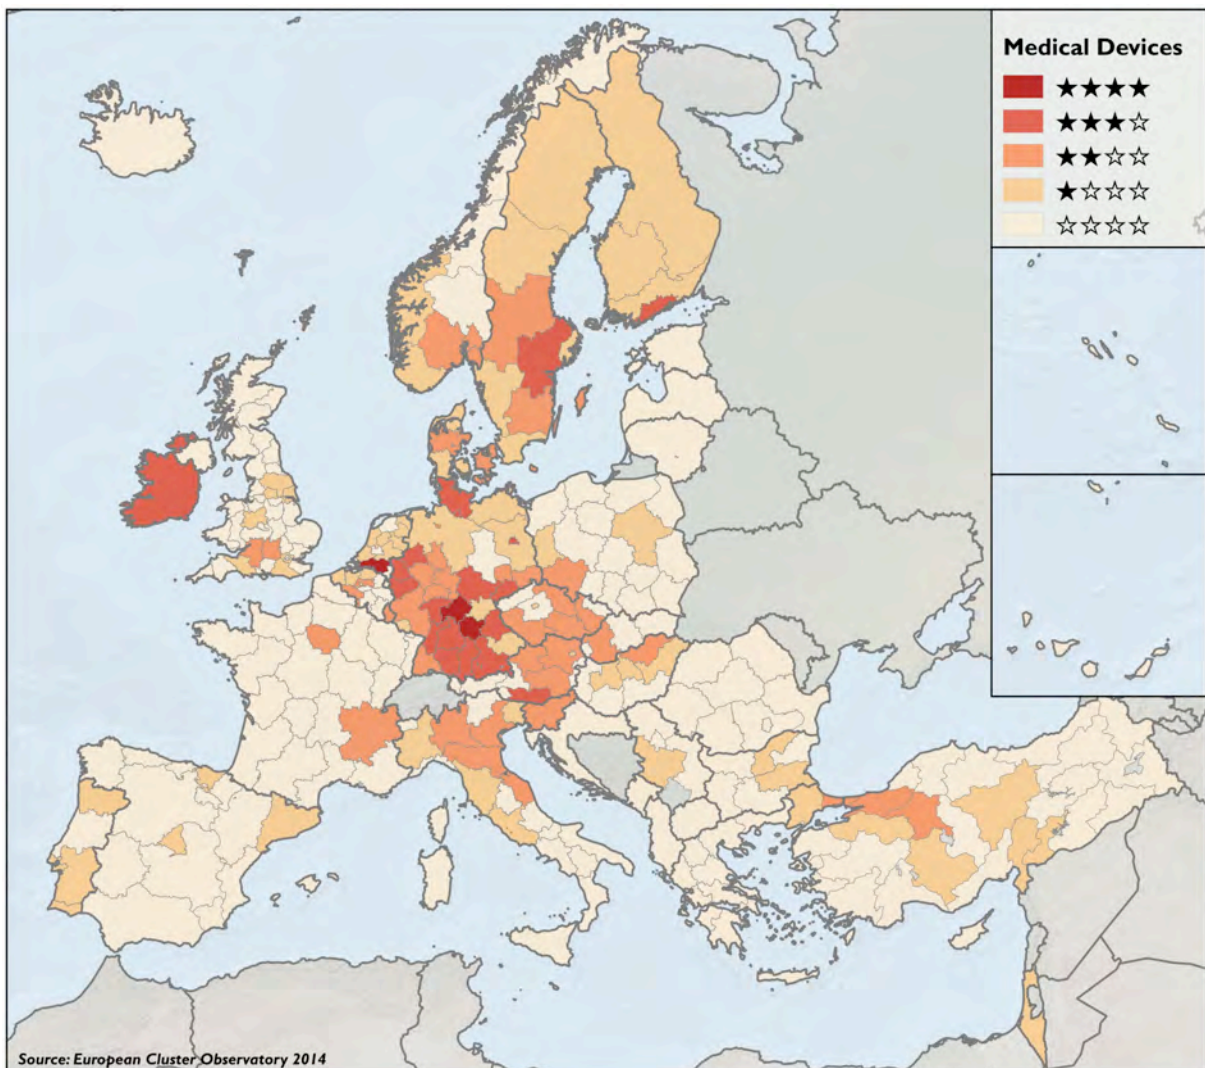 Medical Devices
★★★★
★★★☆
★★☆☆
★☆☆☆
☆☆☆☆
Source: European Cluster Observatory 2014